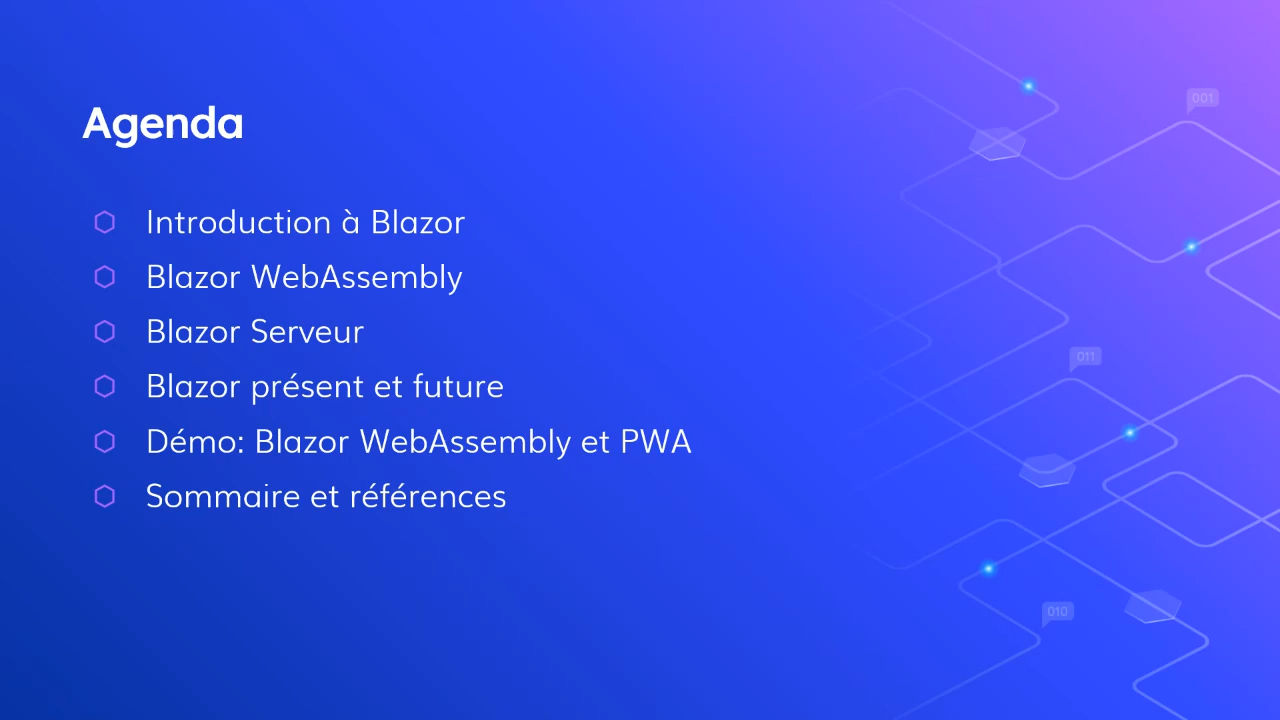 Agenda
Introduction à Blazor
Blazor WebAssembly
Blazor Serveur
Blazor présent et future
Démo: Blazor WebAssembly et PWA
Sommaire et références
001
011
010